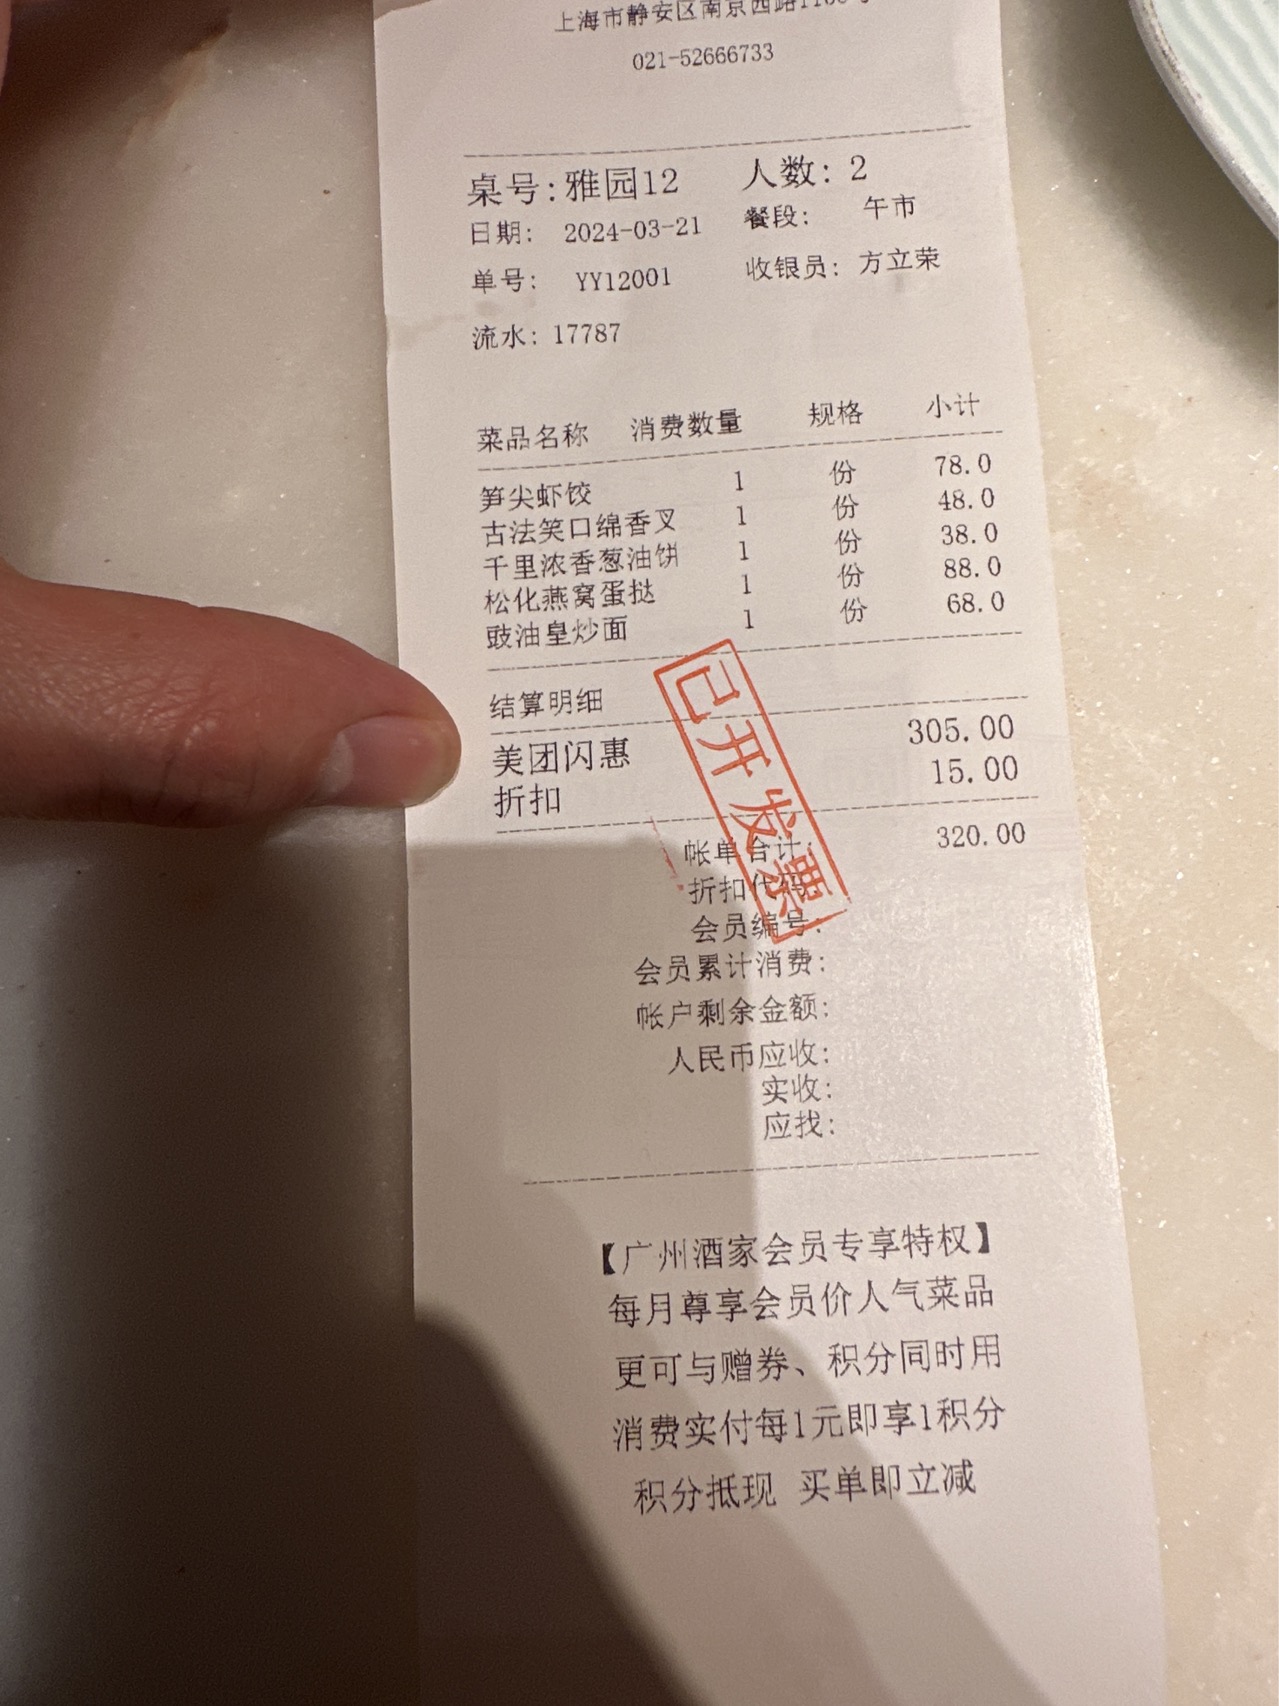 上海市静安区南京西路
021-52666733
桌号:雅园12 人数: 2
日期: 2024-03-21 餐段: 午市
单号: YY12001 收银员: 方立荣
流水: 17787
菜品名称 消费数量 规格 小计
笋尖虾饺 1 份 78.0
古法笑口绵香叉 1 份 48.0
千里浓香葱油饼 1 份 38.0
松化燕窝蛋挞 1 份 88.0
豉油皇炒面 1 份 68.0
结算明细
美团闪惠 305.00
折扣 15.00
已开发票
帐单合计: 320.00
折扣代码:
会员编号:
会员累计消费:
帐户剩余金额:
人民币应收:
实收:
应找:
【广州酒家会员专享特权】
每月尊享会员价人气菜品
更可与赠券、积分同时用
消费实付每1元即享1积分
积分抵现 买单即立减